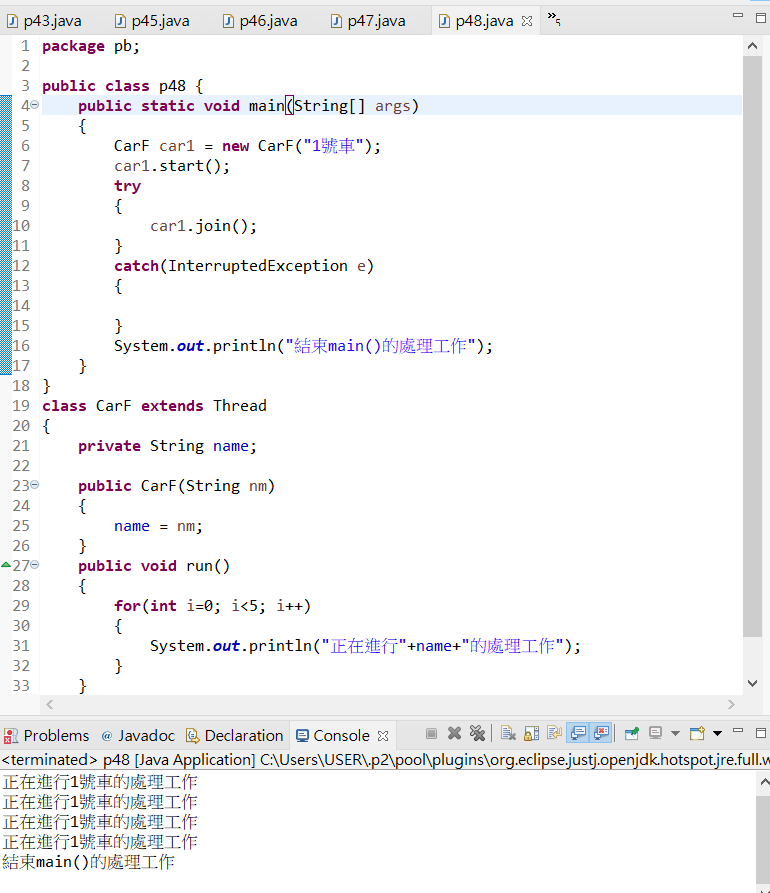 p43.java p45.java p46.java p47.java p48.java »5
1 package pb;
2
3 public class p48 {
4 public static void main(String[] args)
5 {
6 CarF car1 = new CarF("1號車");
7 car1.start();
8 try
9 {
10 car1.join();
11 }
12 catch(InterruptedException e)
13 {
14
15 }
16 System.out.println("結束main()的處理工作");
17 }
18 }
19 class CarF extends Thread
20 {
21 private String name;
22
23 public CarF(String nm)
24 {
25 name = nm;
26 }
27 public void run()
28 {
29 for(int i=0; i<5; i++)
30 {
31 System.out.println("正在進行"+name+"的處理工作");
32 }
33 }
Problems @ Javadoc Declaration Console
<terminated> p48 [Java Application] C:\Users\USER\.p2\pool\plugins\org.eclipse.justj.openjdk.hotspot.jre.full.w
正在進行1號車的處理工作
正在進行1號車的處理工作
正在進行1號車的處理工作
正在進行1號車的處理工作
結束main()的處理工作